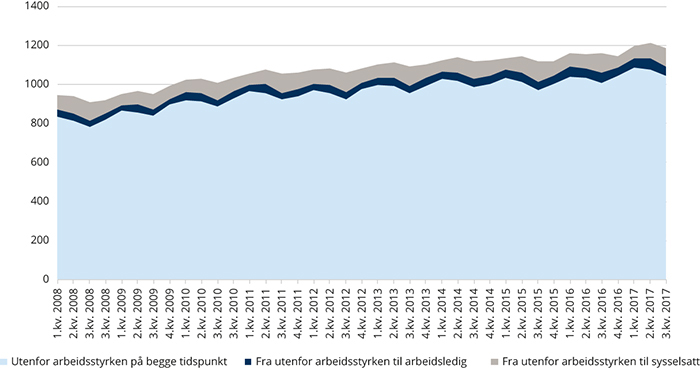 1400
1200
1000
800
600
400
200
0
1.kv. 2008
2.kv. 2008
3.kv. 2008
3.kv. 2008
1.kv. 2009
2.kv. 2009
3.kv. 2009
4.kv. 2009
1.kv. 2010
2.kv. 2010
3.kv. 2010
3.kv. 2010
1.kv. 2011
2.kv. 2011
3.kv. 2011
4.kv. 2011
1.kv. 2012
2.kv. 2012
3.kv. 2012
4.kv. 2012
1.kv. 2013
2.kv. 2013
3.kv. 2013
4.kv. 2013
1.kv. 2014
2.kv. 2014
3.kv. 2014
4.kv. 2014
1.kv. 2015
2.kv. 2015
3.kv. 2015
4.kv. 2015
1.kv. 2016
2.kv. 2016
3.kv. 2016
4.kv. 2016
1.kv. 2017
2.kv. 2017
3.kv. 2017
Utenfor arbeidsstyrken på begge tidspunkt
Fra utenfor arbeidsstyrken til arbeidsledig
Fra utenfor arbeidsstyrken til sysselsatt